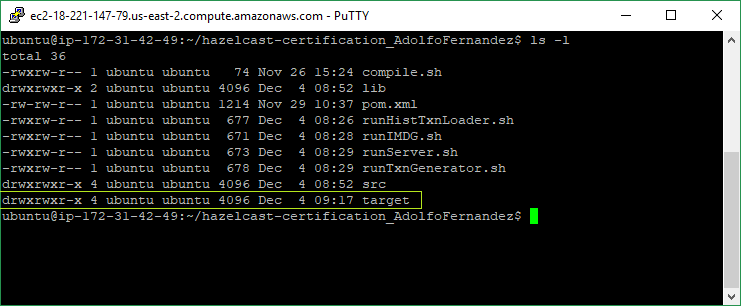 ec2-18-221-147-79.us-east-2.compute.amazonaws.com - PuTTY
ubuntu@ip-172-31-42-49:~/hazelcast-certification_AdolfoFernandez$ ls -l
total 36
-rwxrwxr-- 1 ubuntu ubuntu   74 Nov 26 15:24 compile.sh
drwxrwxr-x 2 ubuntu ubuntu 4096 Dec  4 08:52 lib
-rw-rw-r-- 1 ubuntu ubuntu 1214 Nov 29 10:37 pom.xml
-rwxrw-r-- 1 ubuntu ubuntu  677 Dec  4 08:26 runHistTxnLoader.sh
-rwxrw-r-- 1 ubuntu ubuntu  671 Dec  4 08:28 runIMDG.sh
-rwxrw-r-- 1 ubuntu ubuntu  673 Dec  4 08:29 runServer.sh
-rwxrw-r-- 1 ubuntu ubuntu  678 Dec  4 08:29 runTxnGenerator.sh
drwxrwxr-x 4 ubuntu ubuntu 4096 Dec  4 08:52 src
drwxrwxr-x 4 ubuntu ubuntu 4096 Dec  4 09:17 target
ubuntu@ip-172-31-42-49:~/hazelcast-certification_AdolfoFernandez$